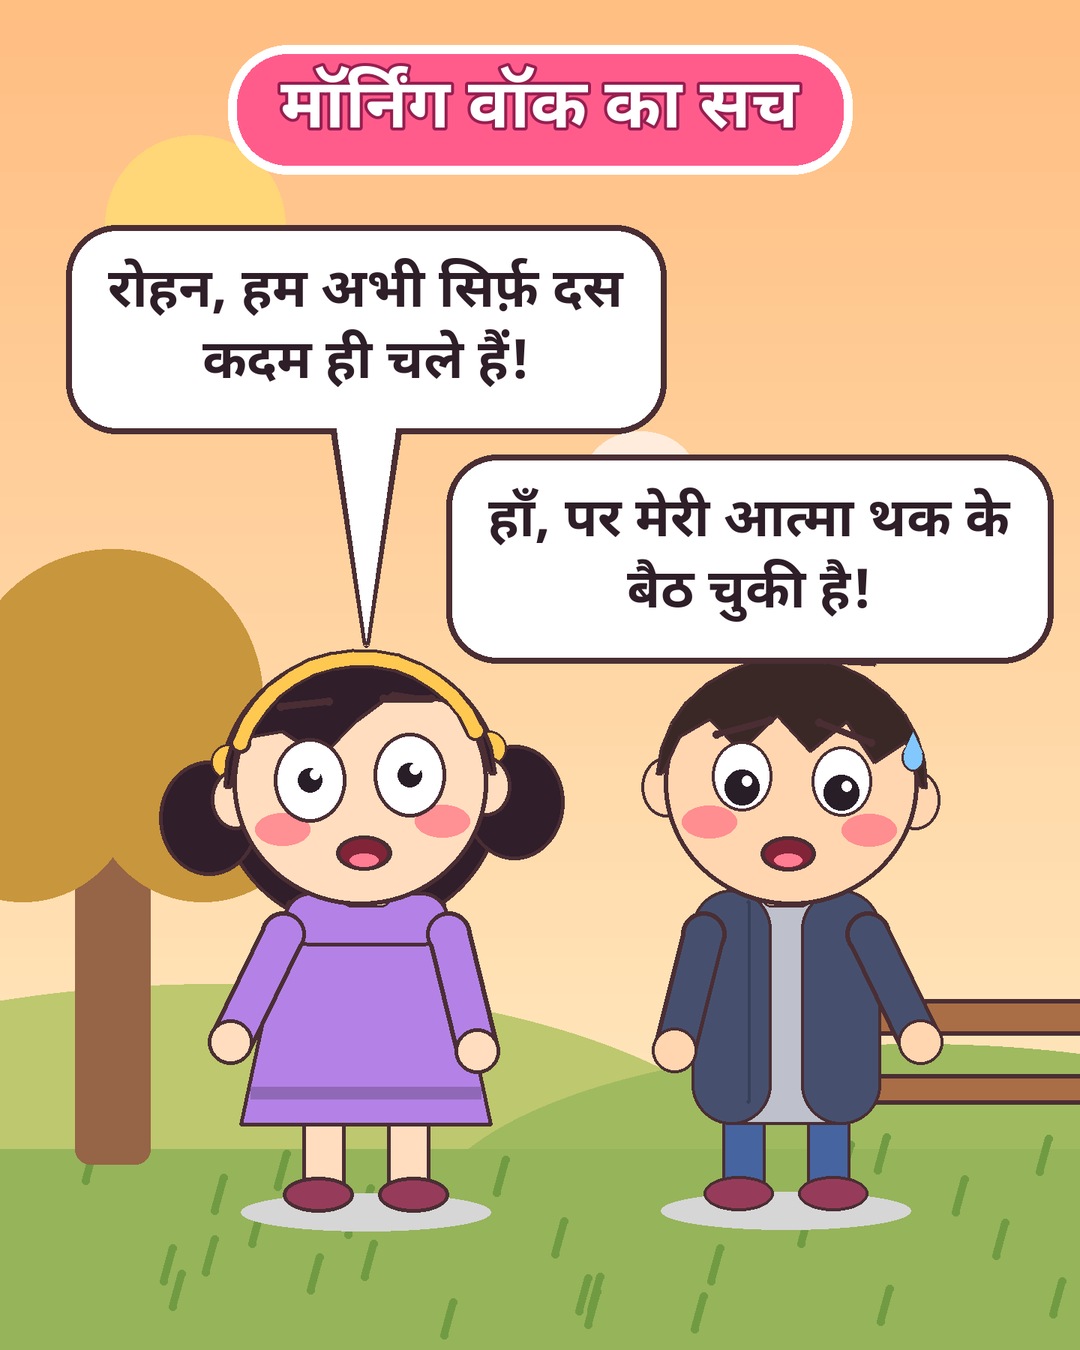 मॉर्निंग वॉक का सच
रोहन, हम अभी सिर्फ़ दस
कदम ही चले हैं!
हाँ, पर मेरी आत्मा थक के
बैठ चुकी है!